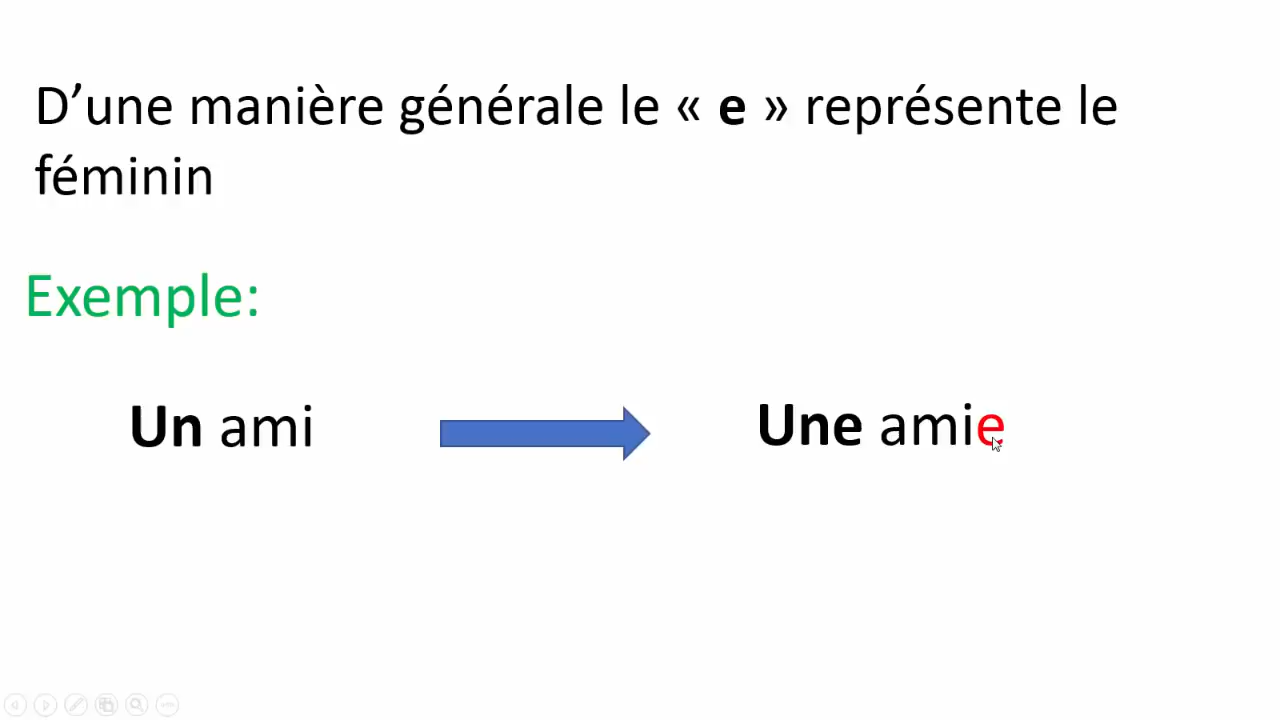 D’une manière générale le « e » représente le
féminin
Exemple:
Un ami
Une amie